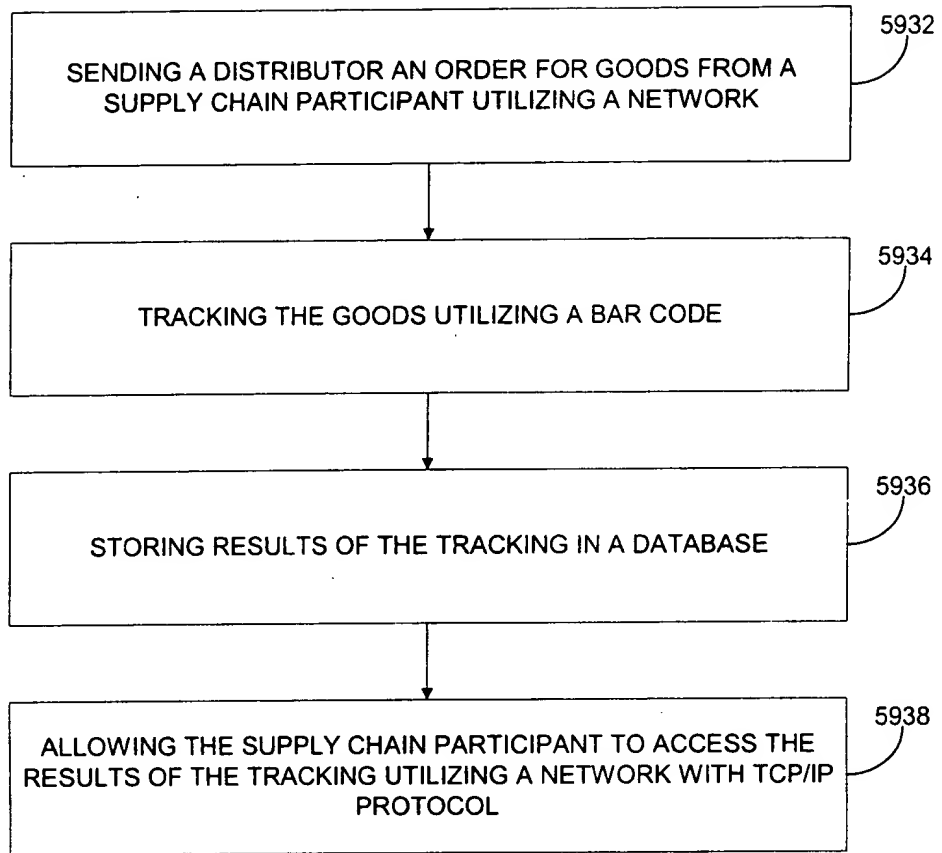 5932
SENDING A DISTRIBUTOR AN ORDER FOR GOODS FROM A
SUPPLY CHAIN PARTICIPANT UTILIZING A NETWORK
5934
TRACKING THE GOODS UTILIZING A BAR CODE
5936
STORING RESULTS OF THE TRACKING IN A DATABASE
5938
ALLOWING THE SUPPLY CHAIN PARTICIPANT TO ACCESS THE
RESULTS OF THE TRACKING UTILIZING A NETWORK WITH TCP/IP
PROTOCOL